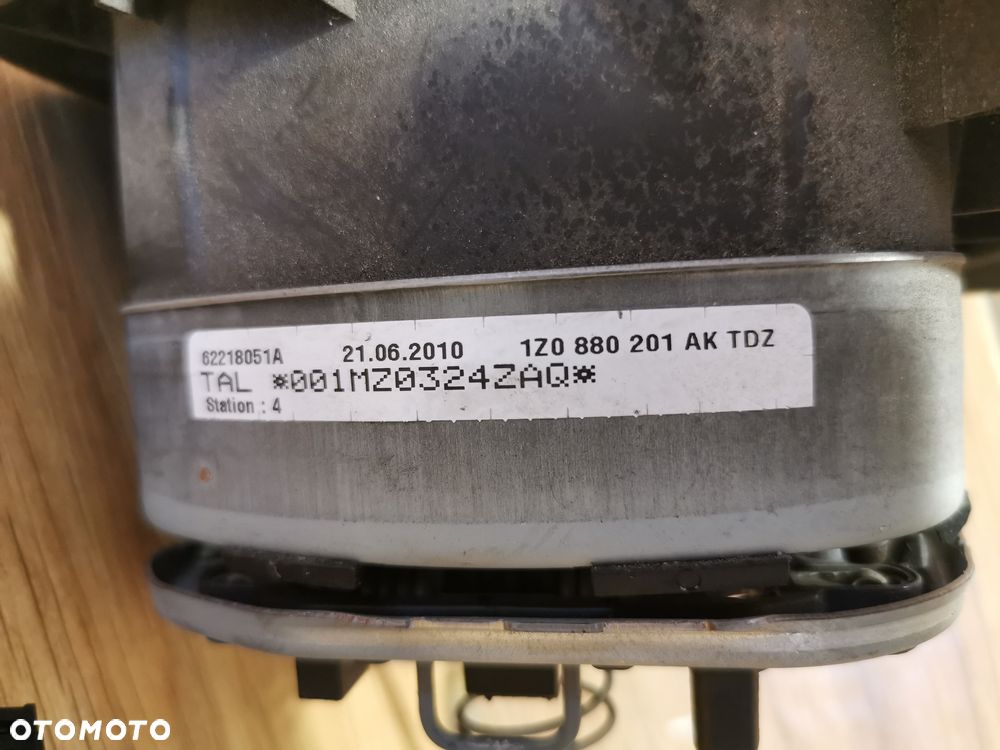 62218051A 21.06.2010 1Z0 880 201 AK TDZ
TAL *001MZ0324ZAQ*
Station : 4
OTOMOTO